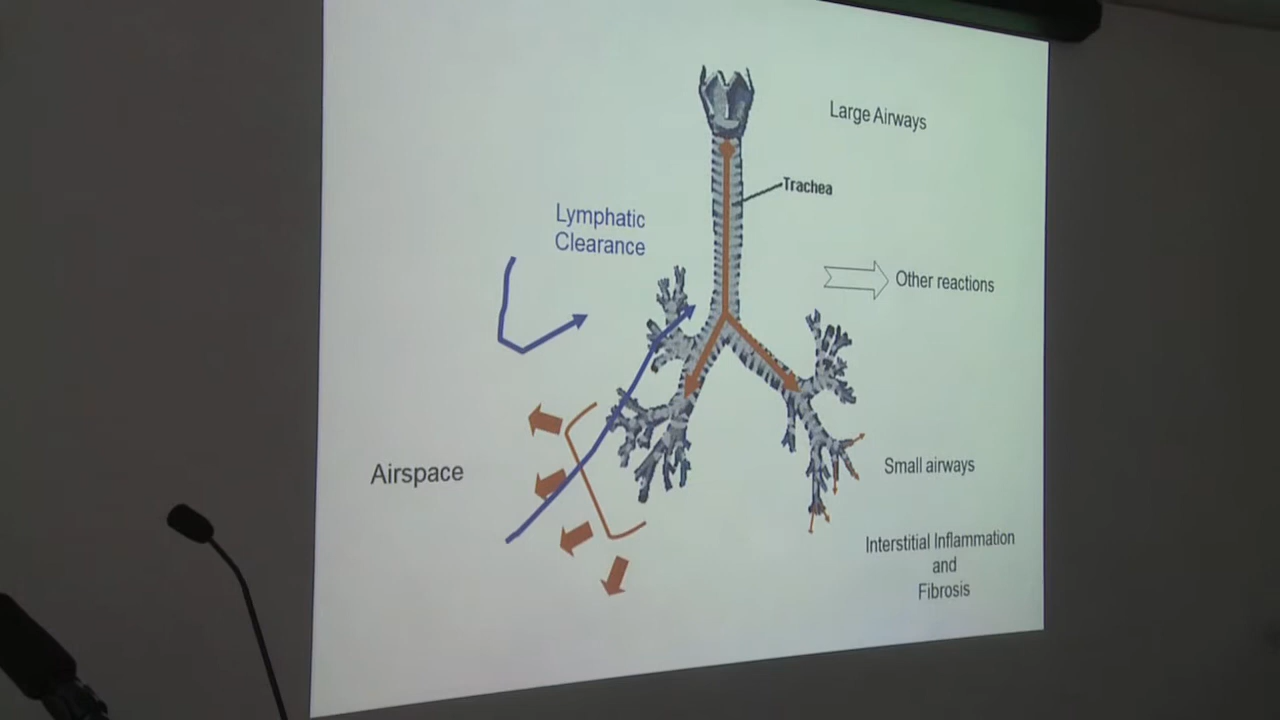 Large Airways
Trachea
Lymphatic
Clearance
Other reactions
Airspace
Small airways
Interstitial Inflammation
and
Fibrosis